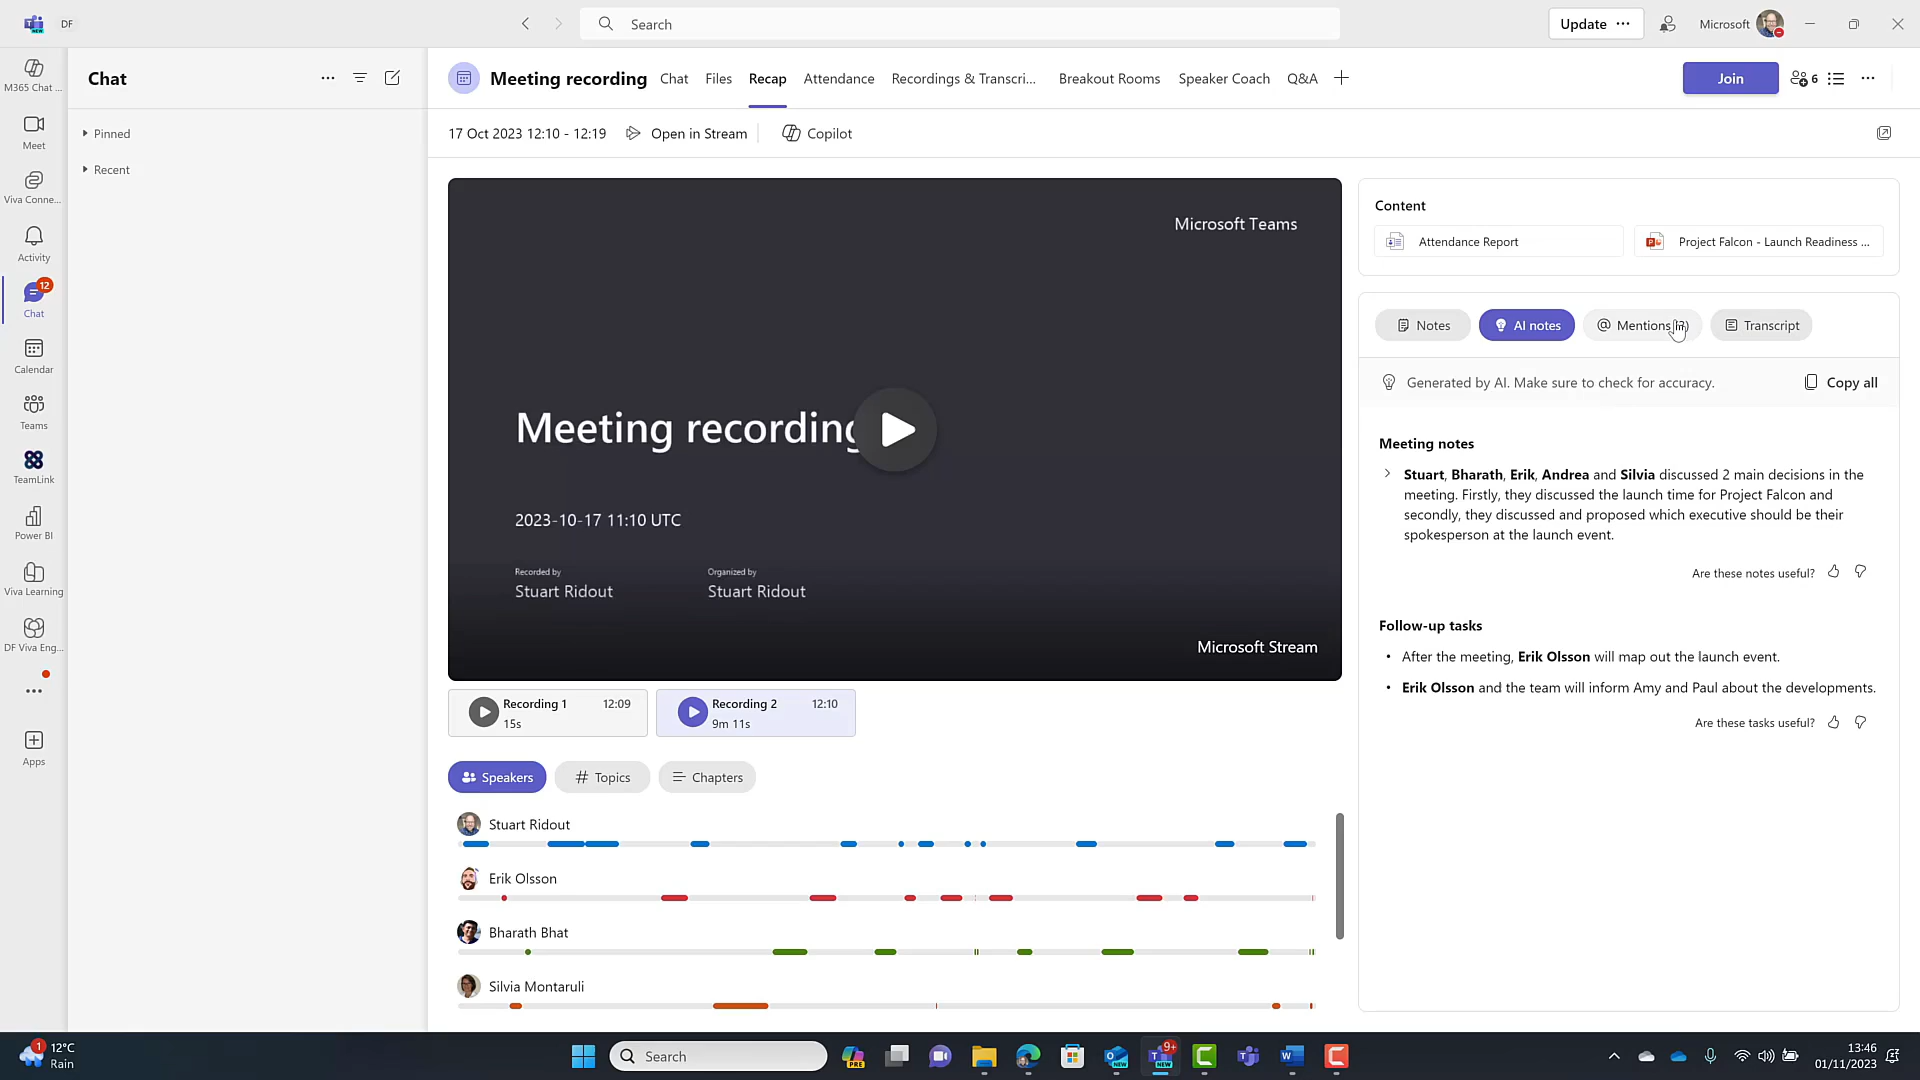 DF
Search
Update
Microsoft
M365 Chat ...
Meet
Viva Conne...
Activity
12
Chat
Calendar
Teams
TeamLink
Power BI
Viva Learning
DF Viva Eng...
Apps
Chat
Pinned
Recent
Meeting recording
Chat
Files
Recap
Attendance
Recordings & Transcri...
Breakout Rooms
Speaker Coach
Q&A
Join
6
17 Oct 2023 12:10 - 12:19
Open in Stream
Copilot
Microsoft Teams
Meeting recording
2023-10-17 11:10 UTC
Recorded by
Stuart Ridout
Organized by
Stuart Ridout
Microsoft Stream
Recording 1
12:09
15s
Recording 2
12:10
9m 11s
Speakers
Topics
Chapters
Stuart Ridout
Erik Olsson
Bharath Bhat
Silvia Montaruli
Content
Attendance Report
Project Falcon - Launch Readiness ...
Notes
AI notes
Mentions
Transcript
Generated by AI. Make sure to check for accuracy.
Copy all
Meeting notes
Stuart, Bharath, Erik, Andrea and Silvia discussed 2 main decisions in the
meeting. Firstly, they discussed the launch time for Project Falcon and
secondly, they discussed and proposed which executive should be their
spokesperson at the launch event.
Are these notes useful?
Follow-up tasks
• After the meeting, Erik Olsson will map out the launch event.
• Erik Olsson and the team will inform Amy and Paul about the developments.
Are these tasks useful?
1
12°C
Rain
Search
PRE
NEW
9+
NEW
13:46
01/11/2023